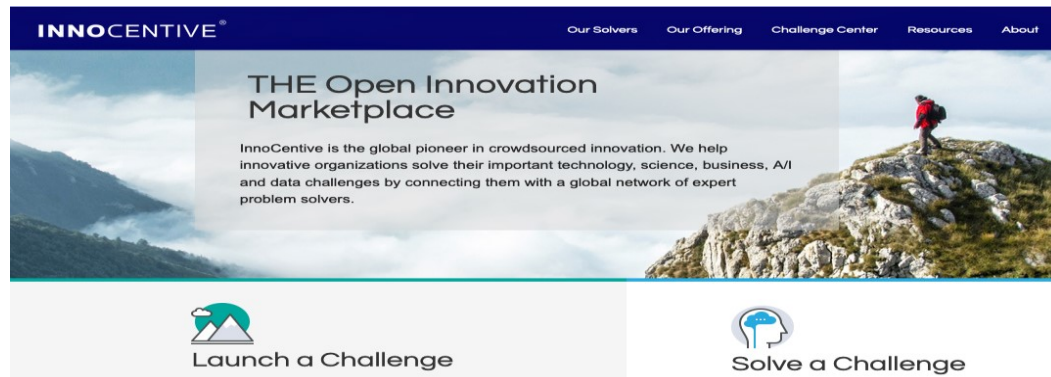 INNOCENTIVE®
Our Solvers Our Offering Challenge Center Resources About
THE Open Innovation
Marketplace
InnoCentive is the global pioneer in crowdsourced innovation. We help
innovative organizations solve their important technology, science, business, A/I
and data challenges by connecting them with a global network of expert
problem solvers.
Launch a Challenge
Solve a Challenge